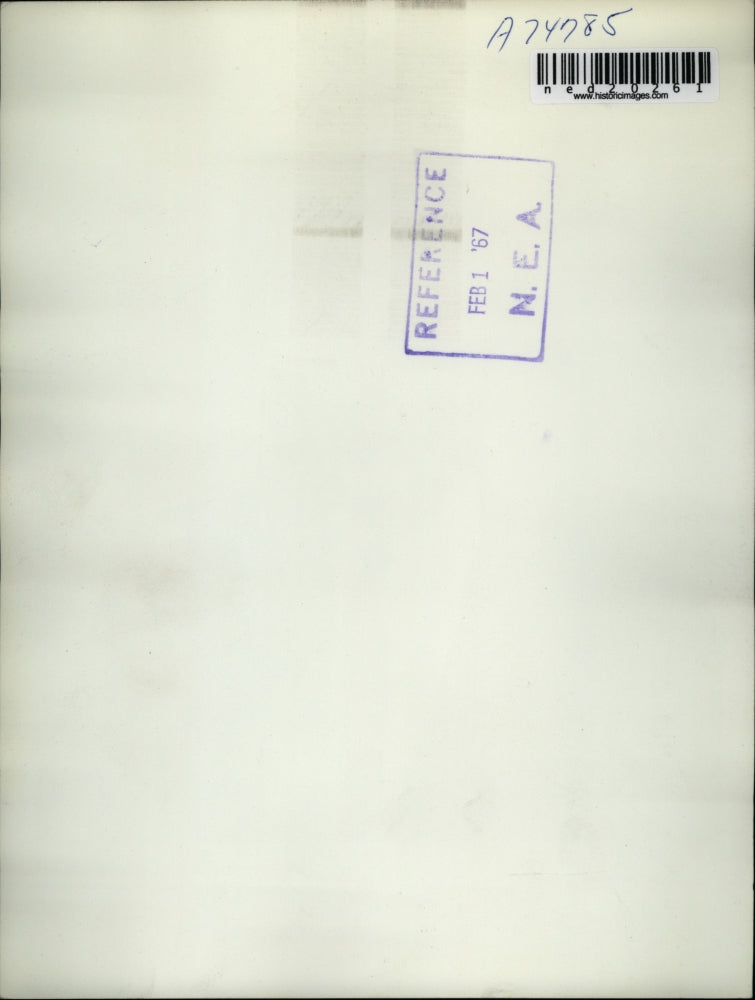 A74785
ned20261
www.historicimages.com
REFERENCE
FEB 1 '67
N. E. A.